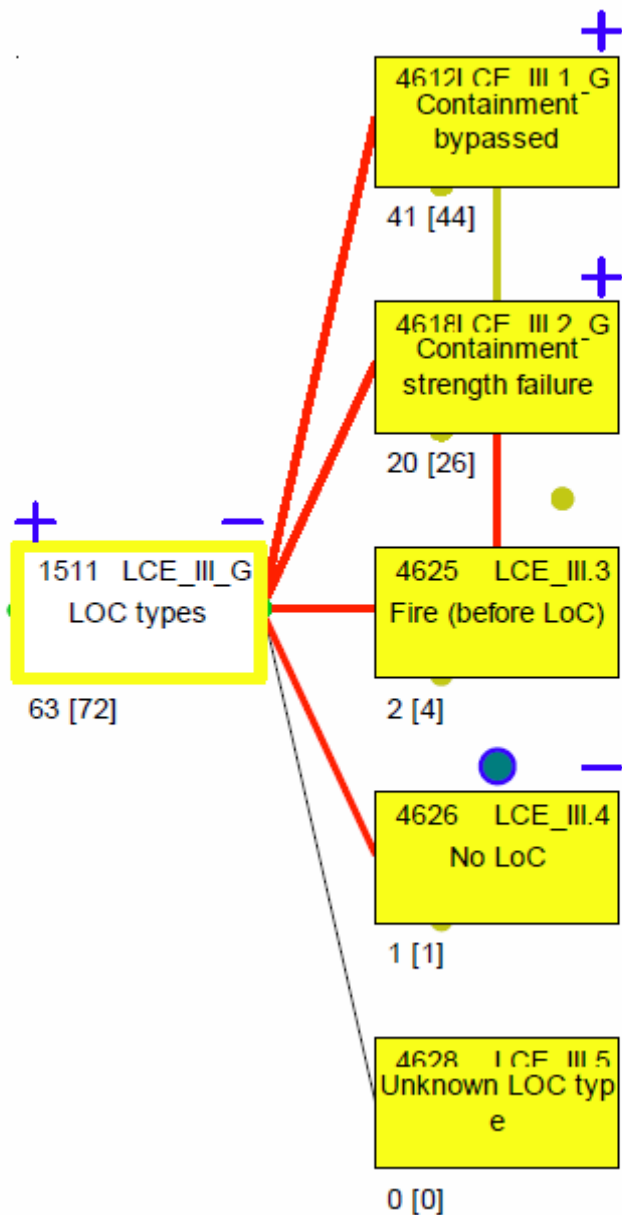 4612LCE_III.1_G
Containment
bypassed
41 [44]
4618LCE_III.2_G
Containment
strength failure
20 [26]
1511 LCE_III_G
LOC types
63 [72]
4625 LCE_III.3
Fire (before LoC)
2 [4]
4626 LCE_III.4
No LoC
1 [1]
4628 LCE_III.5
Unknown LOC typ
e
0 [0]